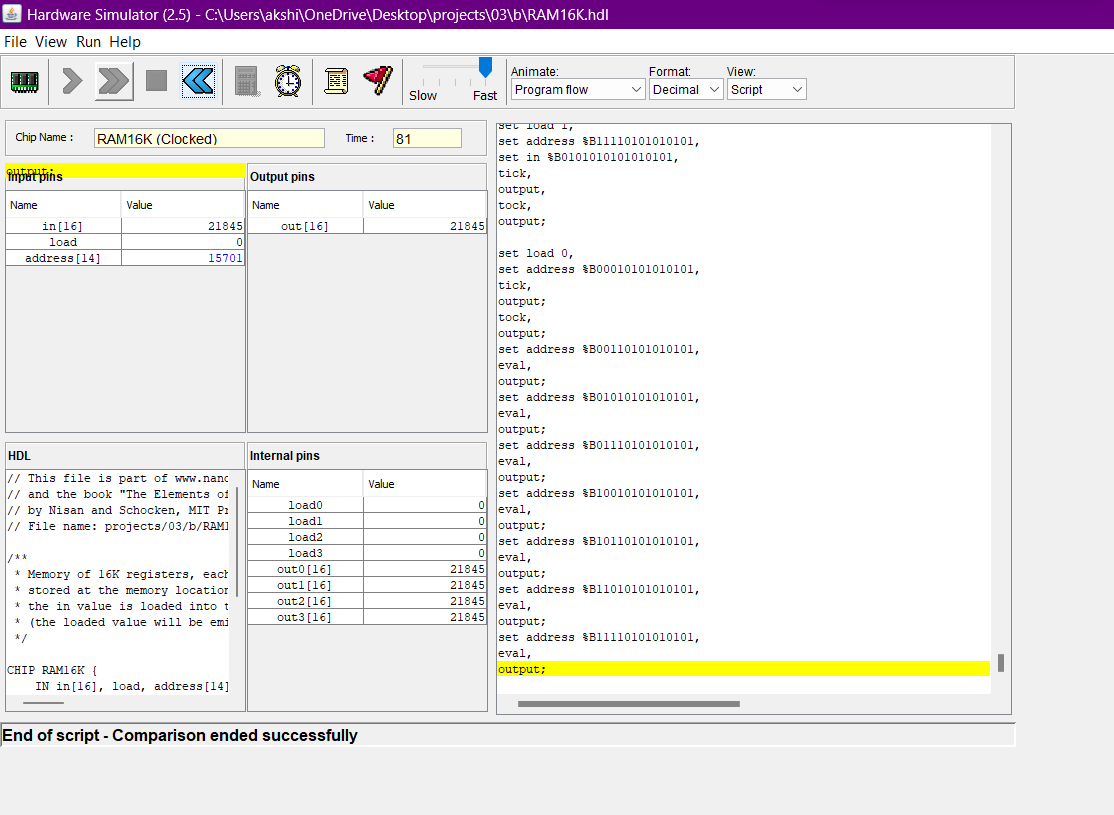 Hardware Simulator (2.5) - C:\Users\akshi\OneDrive\Desktop\projects\03\b\RAM16K.hdl
File View Run Help
Slow Fast
Animate: Format: View:
Program flow Decimal Script
Chip Name : RAM16K (Clocked) Time : 81
output;
Input pins
Name Value
in[16] 21845
load 0
address[14] 15701
Output pins
Name Value
out[16] 21845
HDL
// This file is part of www.nand
// and the book "The Elements of
// by Nisan and Schocken, MIT Pr
// File name: projects/03/b/RAM1
/**
* Memory of 16K registers, each
* stored at the memory location
* the in value is loaded into t
* (the loaded value will be emi
*/
CHIP RAM16K {
IN in[16], load, address[14]
Internal pins
Name Value
load0 0
load1 0
load2 0
load3 0
out0[16] 21845
out1[16] 21845
out2[16] 21845
out3[16] 21845
set load 1,
set address %B11110101010101,
set in %B0101010101010101,
tick,
output,
tock,
output;
set load 0,
set address %B00010101010101,
tick,
output;
tock,
output;
set address %B00110101010101,
eval,
output;
set address %B01010101010101,
eval,
output;
set address %B01110101010101,
eval,
output;
set address %B10010101010101,
eval,
output;
set address %B10110101010101,
eval,
output;
set address %B11010101010101,
eval,
output;
set address %B11110101010101,
eval,
output;
End of script - Comparison ended successfully